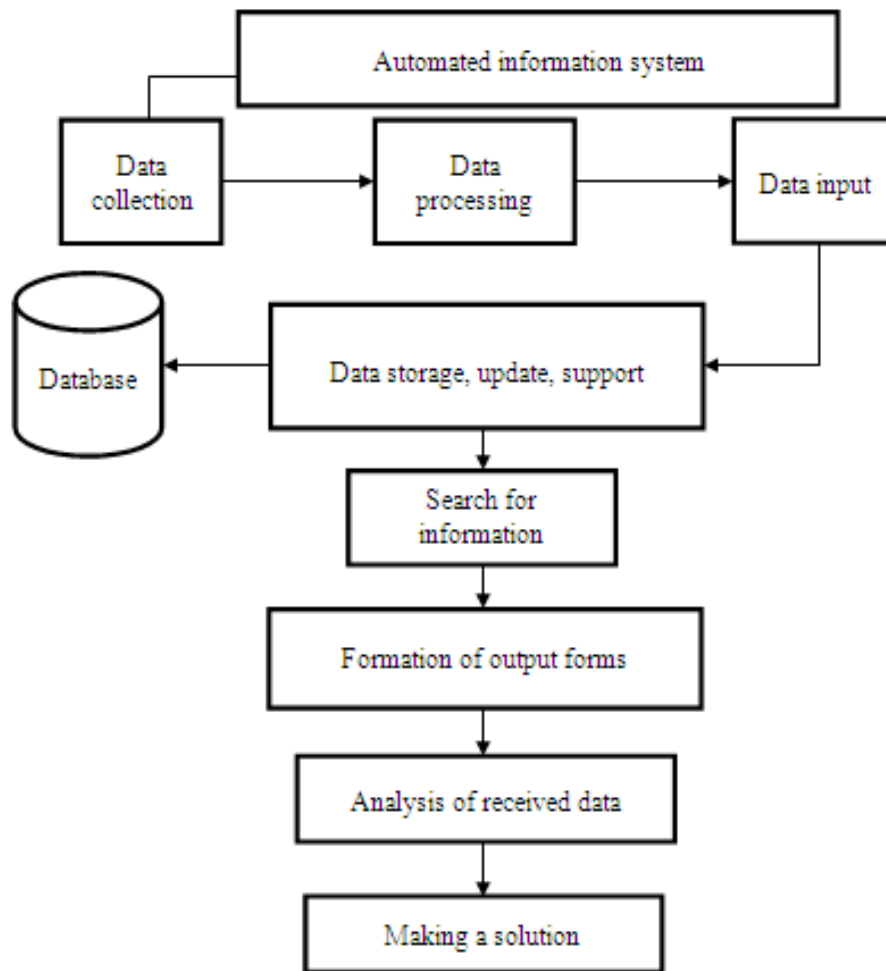 Automated information system
Data
collection
Data
processing
Data input
Database
Data storage, update, support
Search for
information
Formation of output forms
Analysis of received data
Making a solution